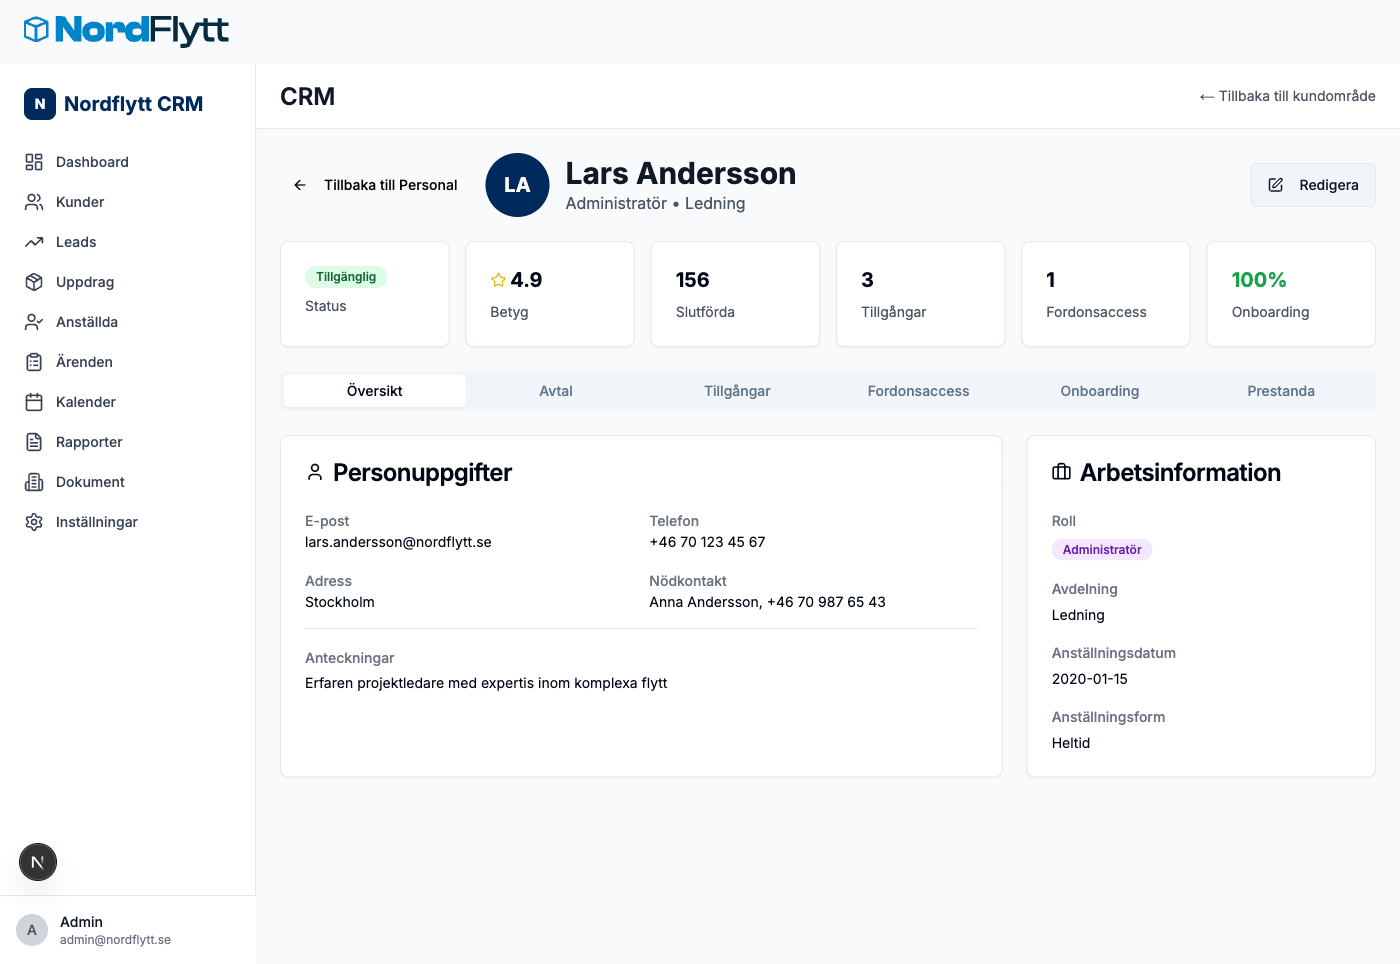 NordFlytt
N Nordflytt CRM
Dashboard
Kunder
Leads
Uppdrag
Anställda
Ärenden
Kalender
Rapporter
Dokument
Inställningar
N
A
Admin
admin@nordflytt.se
CRM
← Tillbaka till kundområde
← Tillbaka till Personal
LA
Lars Andersson
Administratör • Ledning
Redigera
Tillgänglig
Status
4.9
Betyg
156
Slutförda
3
Tillgångar
1
Fordonsaccess
100%
Onboarding
Översikt Avtal Tillgångar Fordonsaccess Onboarding Prestanda
Personuppgifter
E-post
lars.andersson@nordflytt.se
Telefon
+46 70 123 45 67
Adress
Stockholm
Nödkontakt
Anna Andersson, +46 70 987 65 43
Anteckningar
Erfaren projektledare med expertis inom komplexa flytt
Arbetsinformation
Roll
Administratör
Avdelning
Ledning
Anställningsdatum
2020-01-15
Anställningsform
Heltid